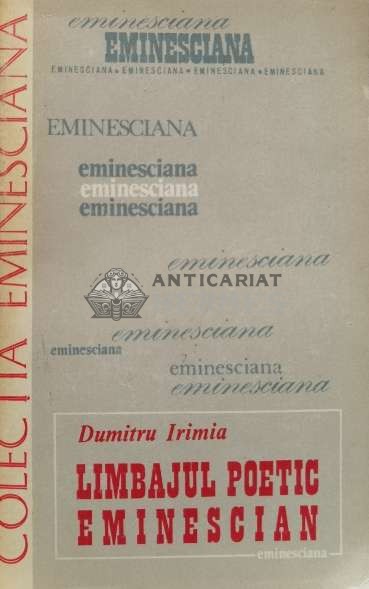 COLECȚIA EMINESCIANA
eminesciana
EMINESCIANA
EMINESCIANA • EMINESCIANA • EMINESCIANA • EMINESCIANA
EMINESCIANA
eminesciana
eminesciana
eminesciana
eminesciana
ANTICARIAT
eminesciana
eminesciana
eminesciana
eminesciana
Dumitru Irimia
LIMBAJUL POETIC
EMINESCIAN
eminesciana